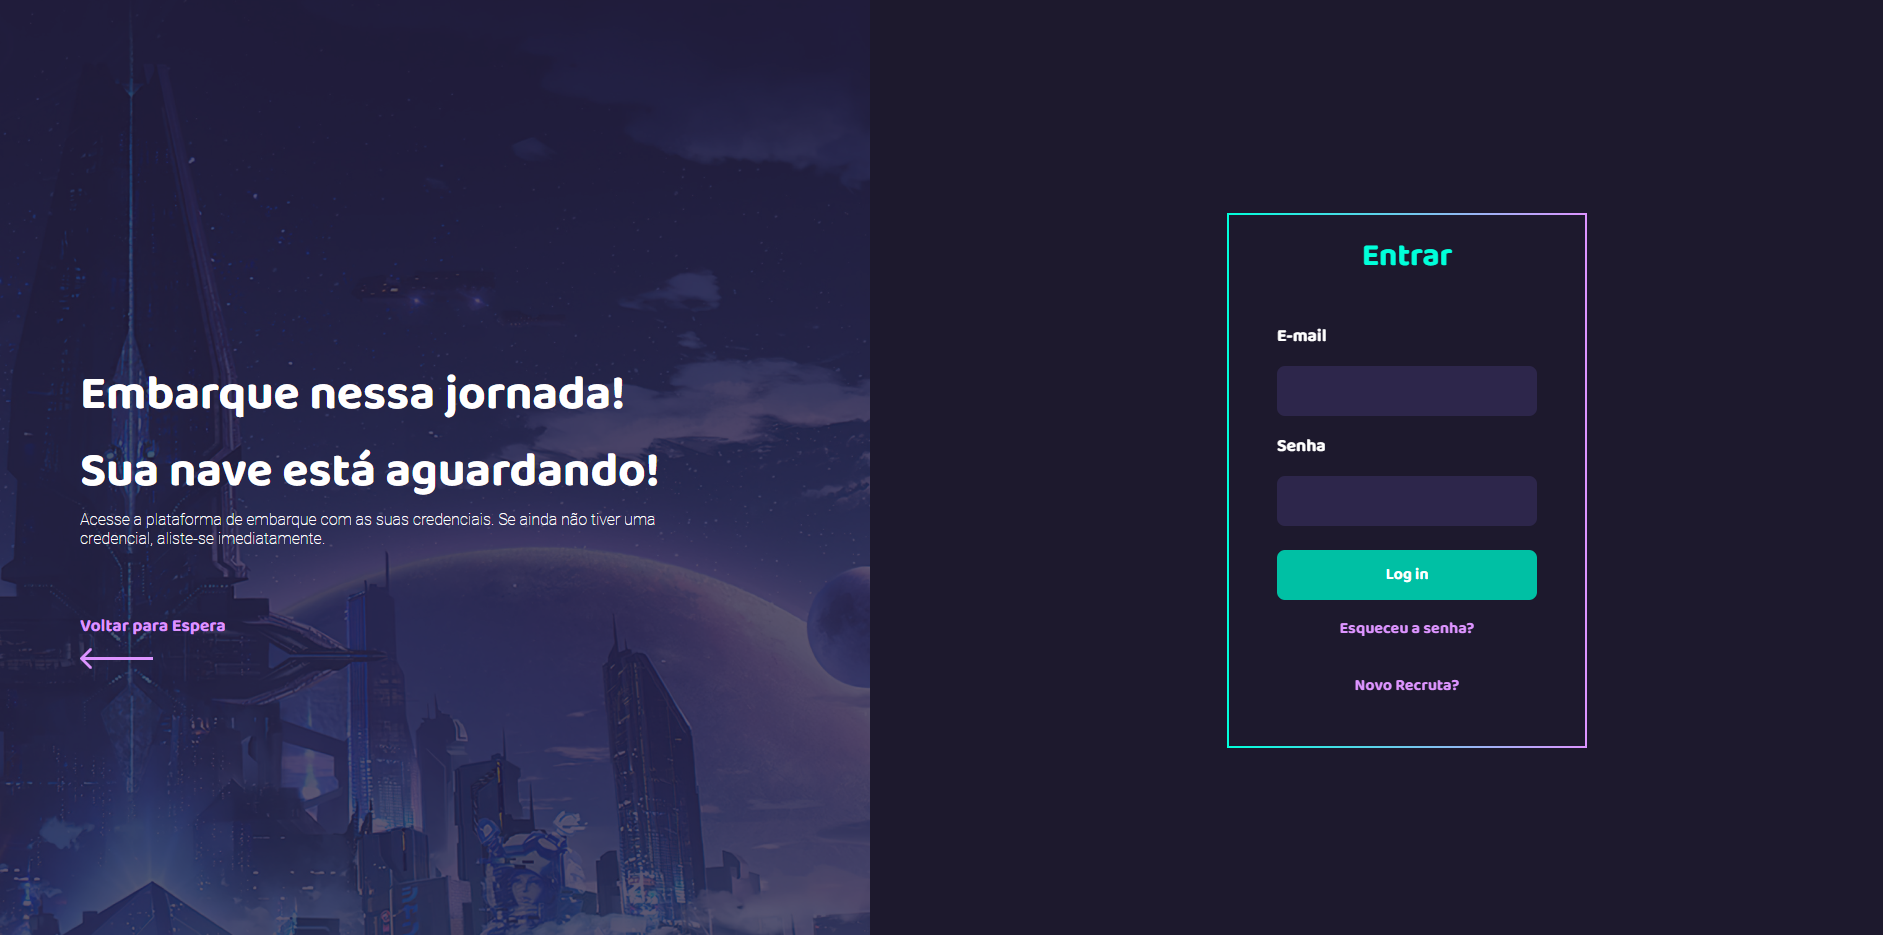 Embarque nessa jornada!
Sua nave está aguardando!
Acesse a plataforma de embarque com as suas credenciais. Se ainda não tiver uma
credencial, aliste-se imediatamente.
Voltar para Espera
Entrar
E-mail
Senha
Log in
Esqueceu a senha?
Novo Recruta?